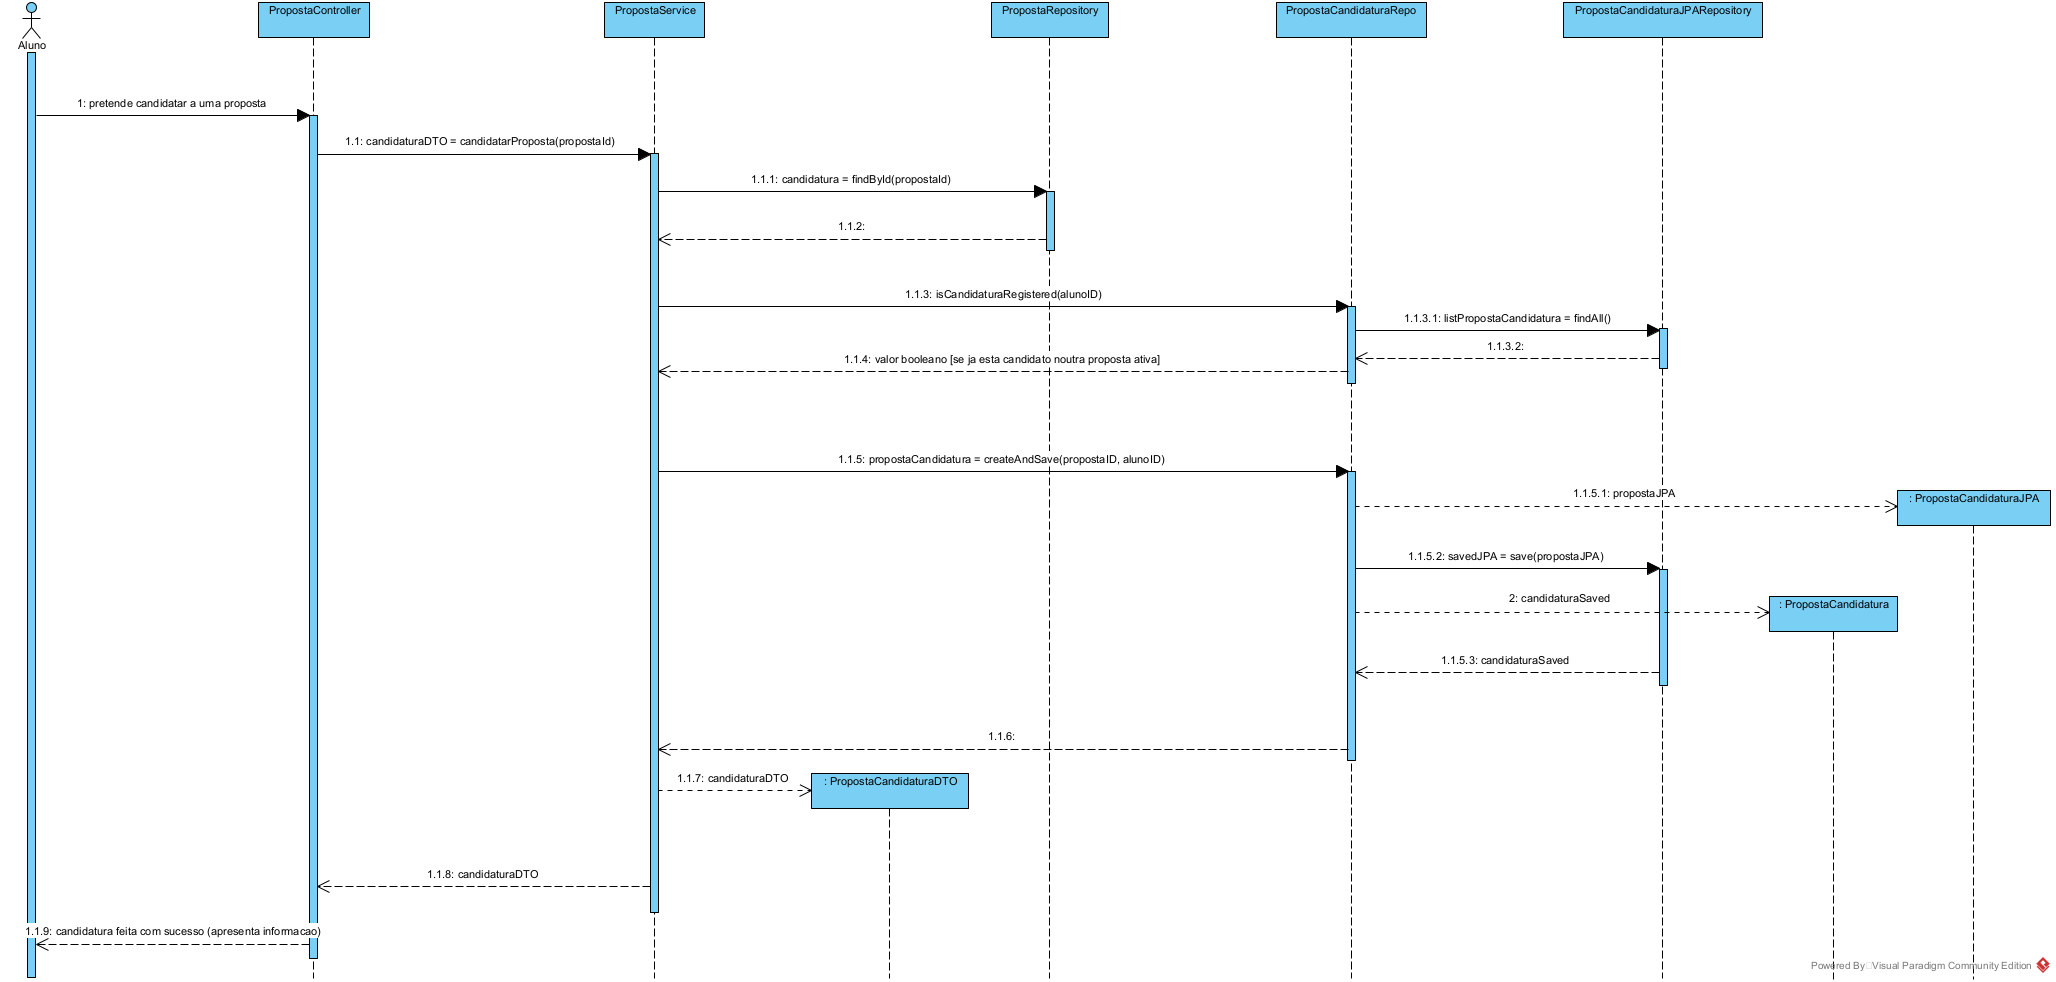 PropostaController
PropostaService
PropostaRepository
PropostaCandidaturaRepo
PropostaCandidaturaJPARepository
Aluno
1: pretende candidatar a uma proposta
1.1: candidaturaDTO = candidatarProposta(propostaId)
1.1.1: candidatura = findById(propostaId)
1.1.2:
1.1.3: isCandidaturaRegistered(alunoID)
1.1.3.1: listPropostaCandidatura = findAll()
1.1.3.2:
1.1.4: valor booleano [se ja esta candidato noutra proposta ativa]
1.1.5: propostaCandidatura = createAndSave(propostaID, alunoID)
1.1.5.1: propostaJPA
: PropostaCandidaturaJPA
1.1.5.2: savedJPA = save(propostaJPA)
2: candidaturaSaved
: PropostaCandidatura
1.1.5.3: candidaturaSaved
1.1.6:
1.1.7: candidaturaDTO
: PropostaCandidaturaDTO
1.1.8: candidaturaDTO
1.1.9: candidatura feita com sucesso (apresenta informacao)
Powered By Visual Paradigm Community Edition